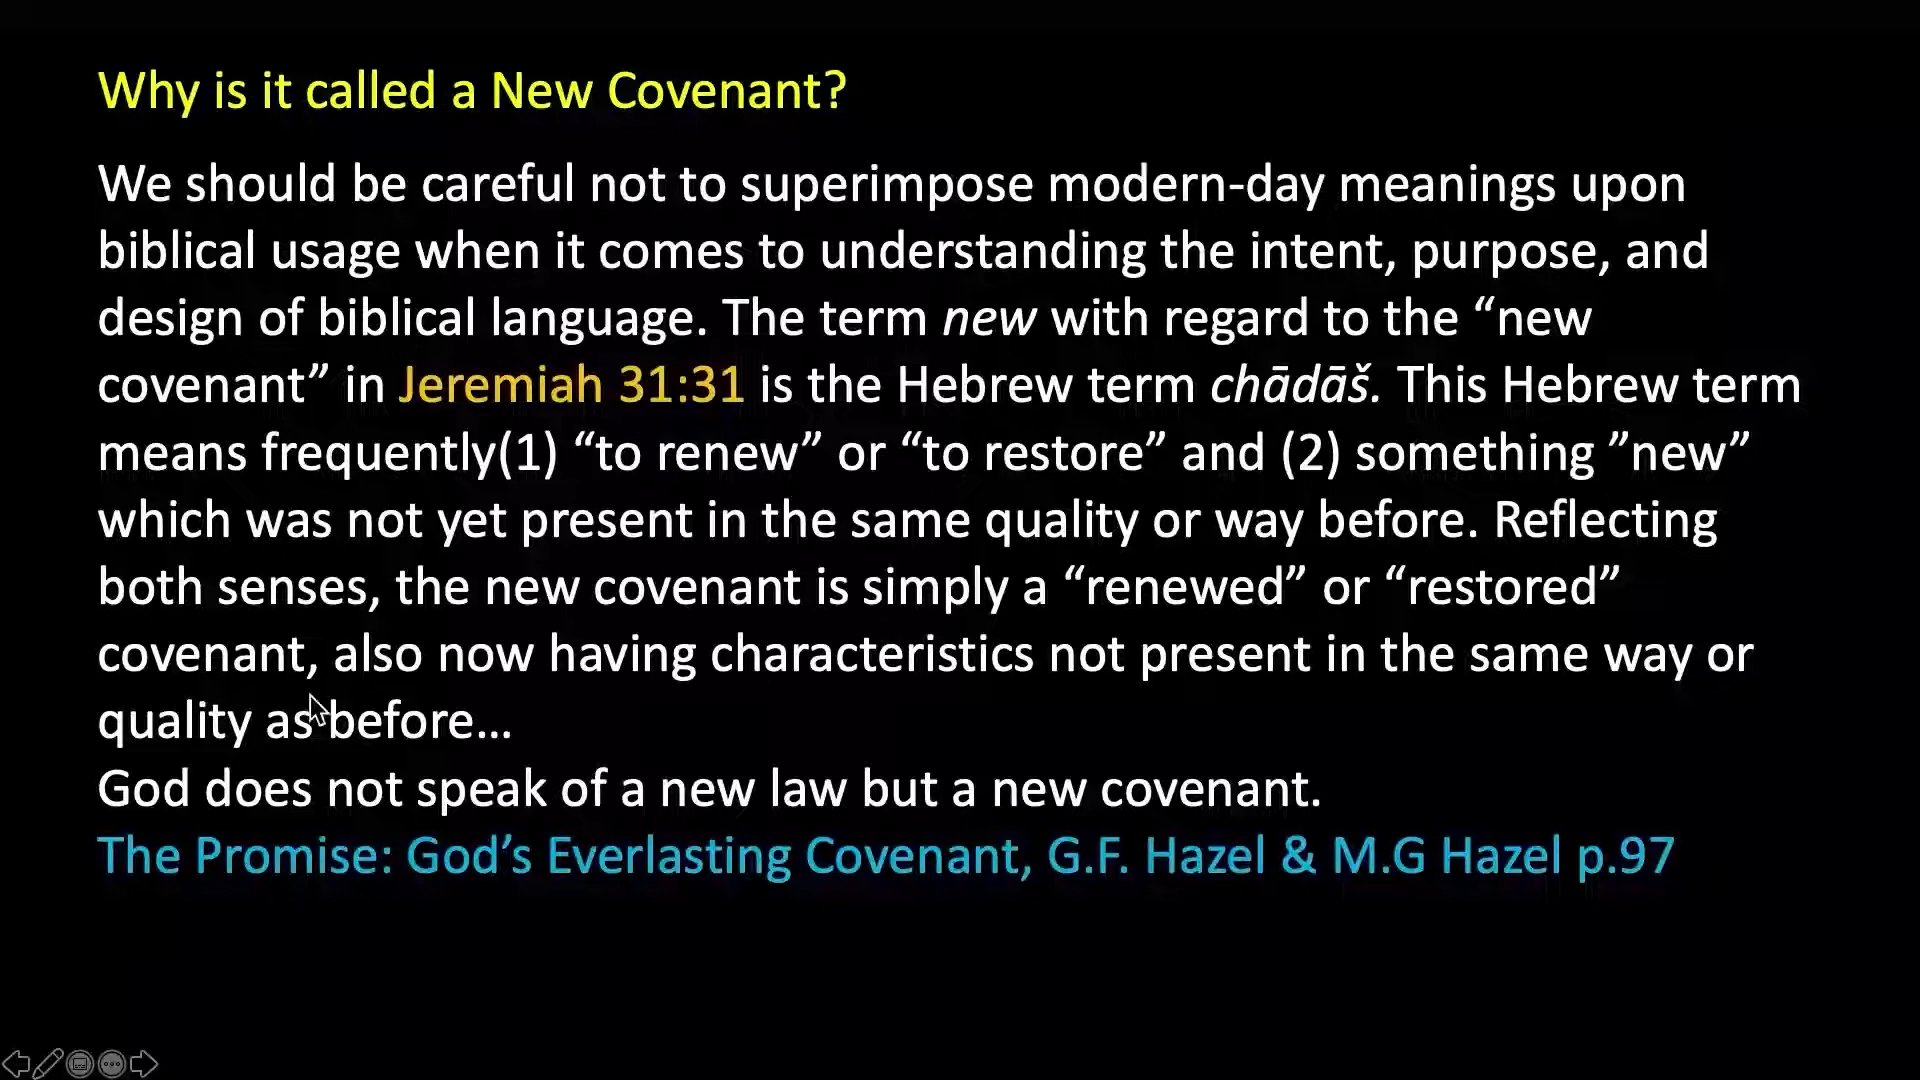 Why is it called a New Covenant?
We should be careful not to superimpose modern-day meanings upon
biblical usage when it comes to understanding the intent, purpose, and
design of biblical language. The term new with regard to the “new
covenant” in Jeremiah 31:31 is the Hebrew term chādāš. This Hebrew term
means frequently(1) “to renew” or “to restore” and (2) something ”new”
which was not yet present in the same quality or way before. Reflecting
both senses, the new covenant is simply a “renewed” or “restored”
covenant, also now having characteristics not present in the same way or
quality as before…
God does not speak of a new law but a new covenant.
The Promise: God’s Everlasting Covenant, G.F. Hazel & M.G Hazel p.97